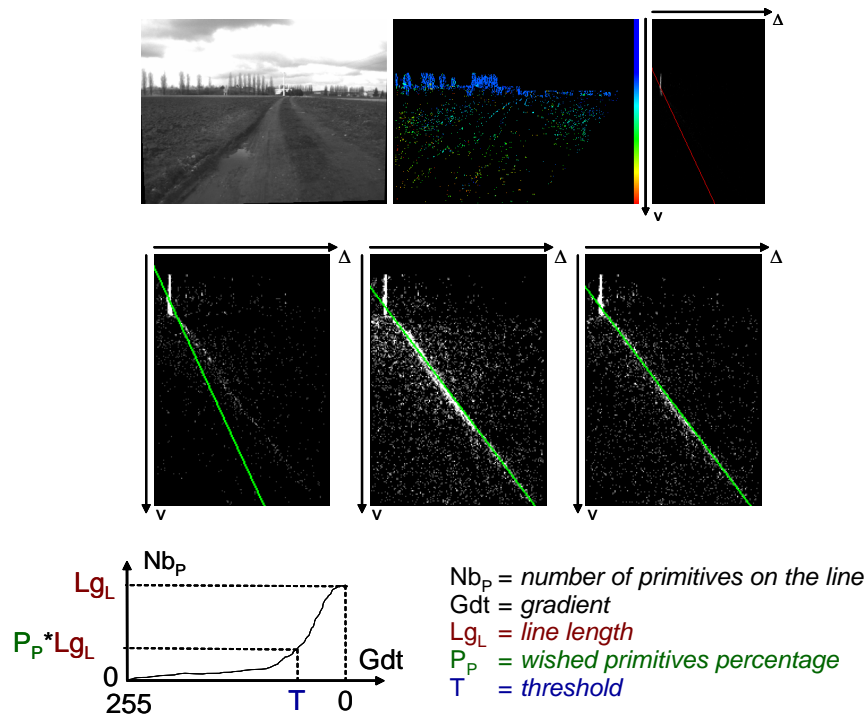 Δ
v
Δ
Δ
Δ
v
v
v
Nb_P
Lg_L
P_P*Lg_L
Gdt
0
255
T
0
Nb_P = number of primitives on the line
Gdt = gradient
Lg_L = line length
P_P = wished primitives percentage
T = threshold